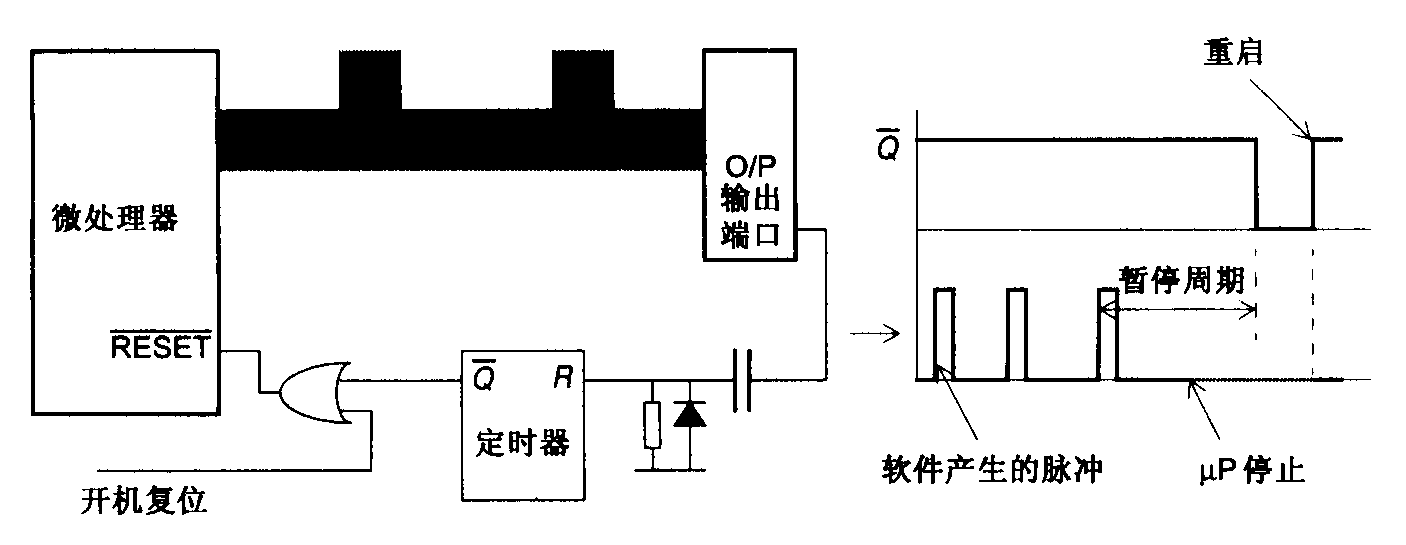 微处理器
RESET
O/P
输出
端口
Q R
定时器
开机复位
重启
Q
暂停周期
软件产生的脉冲
μP停止